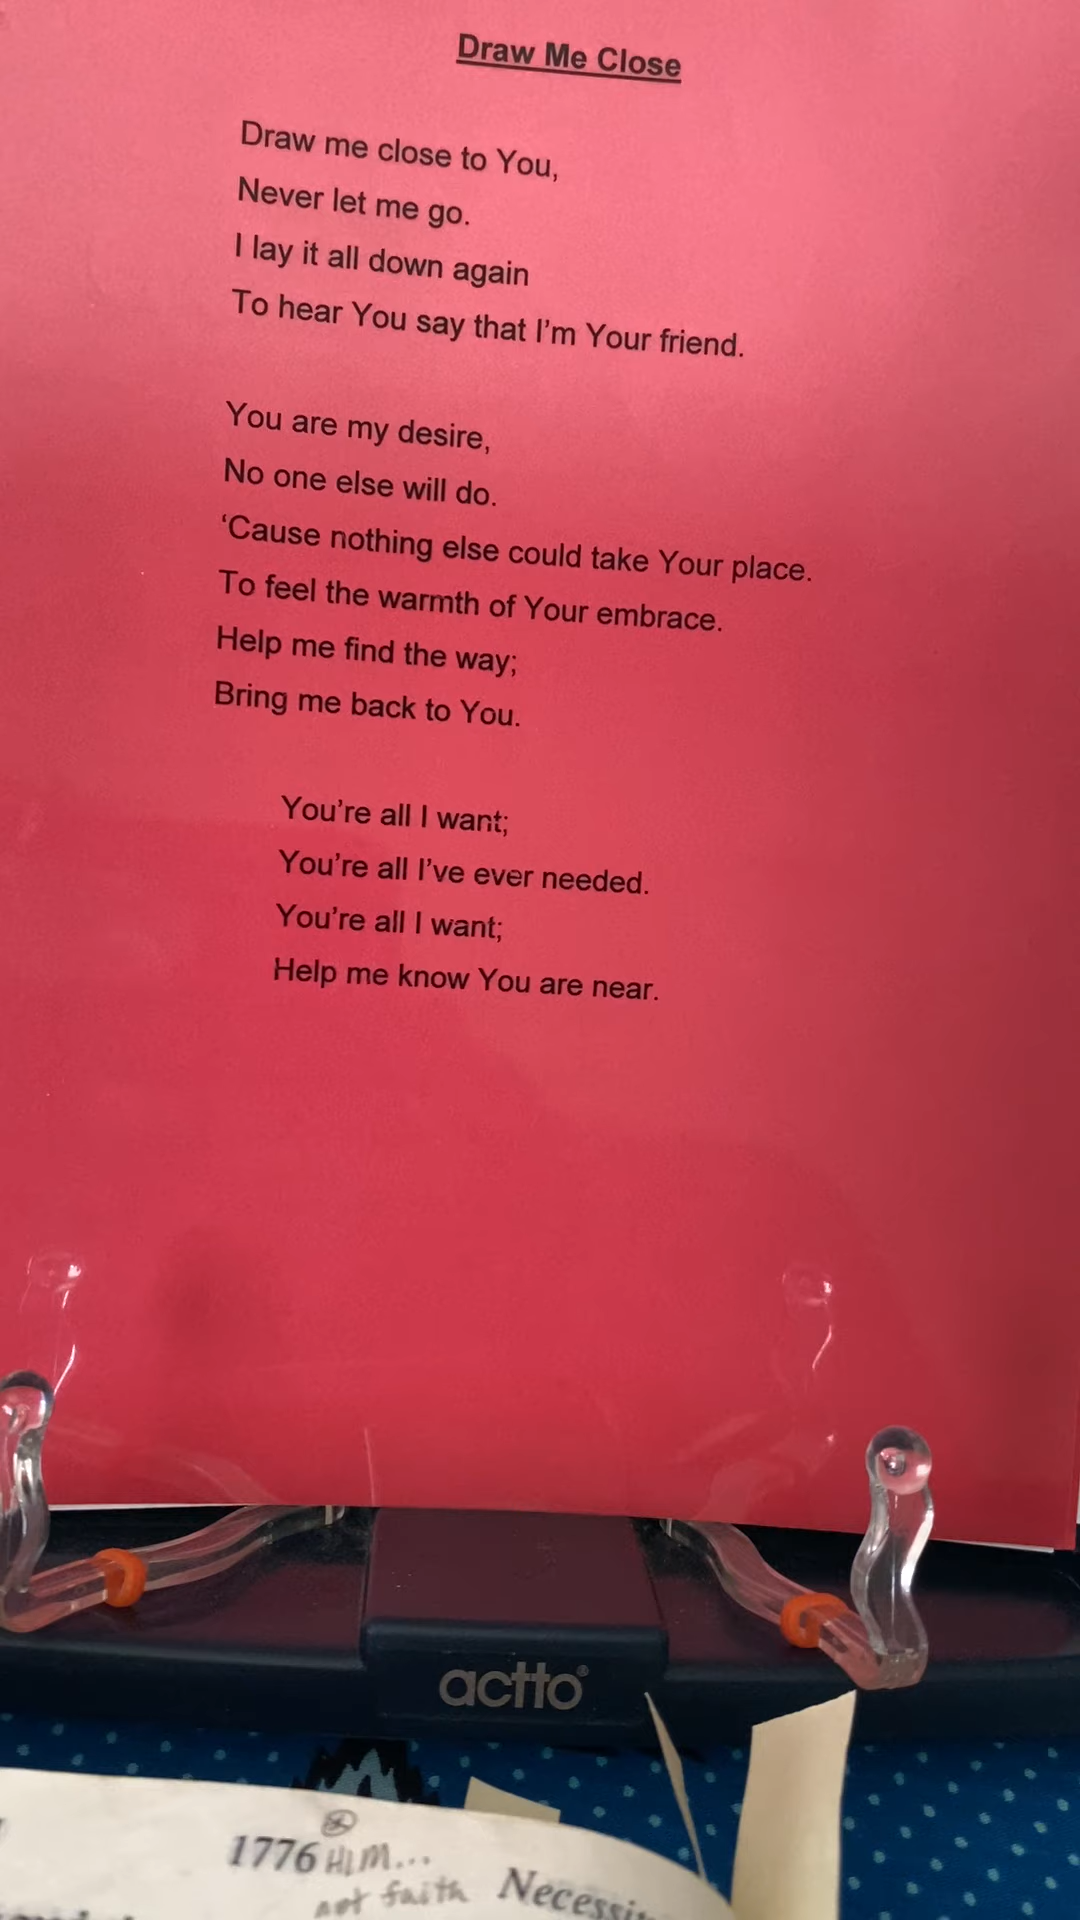 Draw Me Close
Draw me close to You,
Never let me go.
I lay it all down again
To hear You say that I'm Your friend.
You are my desire,
No one else will do.
‘Cause nothing else could take Your place.
To feel the warmth of Your embrace.
Help me find the way;
Bring me back to You.
You're all I want;
You're all I've ever needed.
You're all I want;
Help me know You are near.
actto®
1776 HIM...
not faith